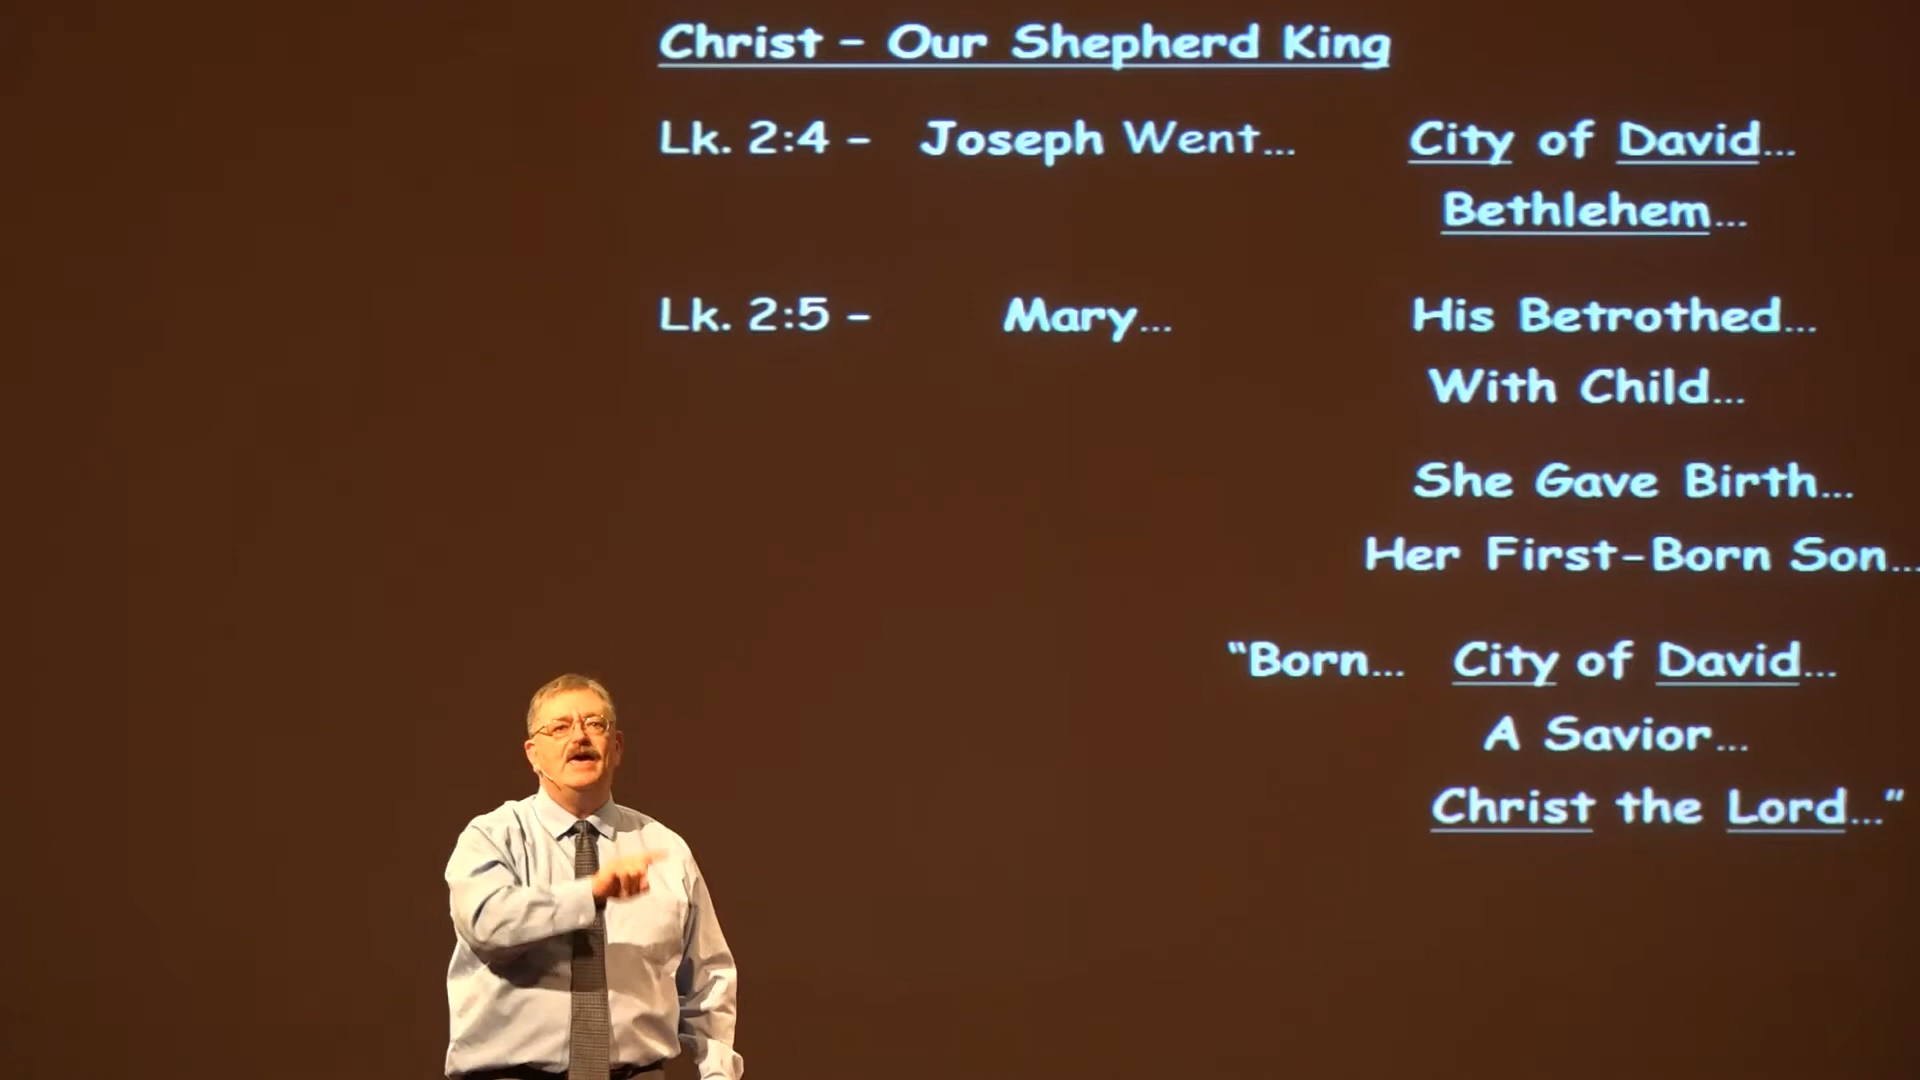 Christ – Our Shepherd King
Lk. 2:4 – Joseph Went... City of David...
Bethlehem...
Lk. 2:5 – Mary... His Betrothed...
With Child...
She Gave Birth...
Her First-Born Son...
“Born... City of David...
A Savior...
Christ the Lord...”